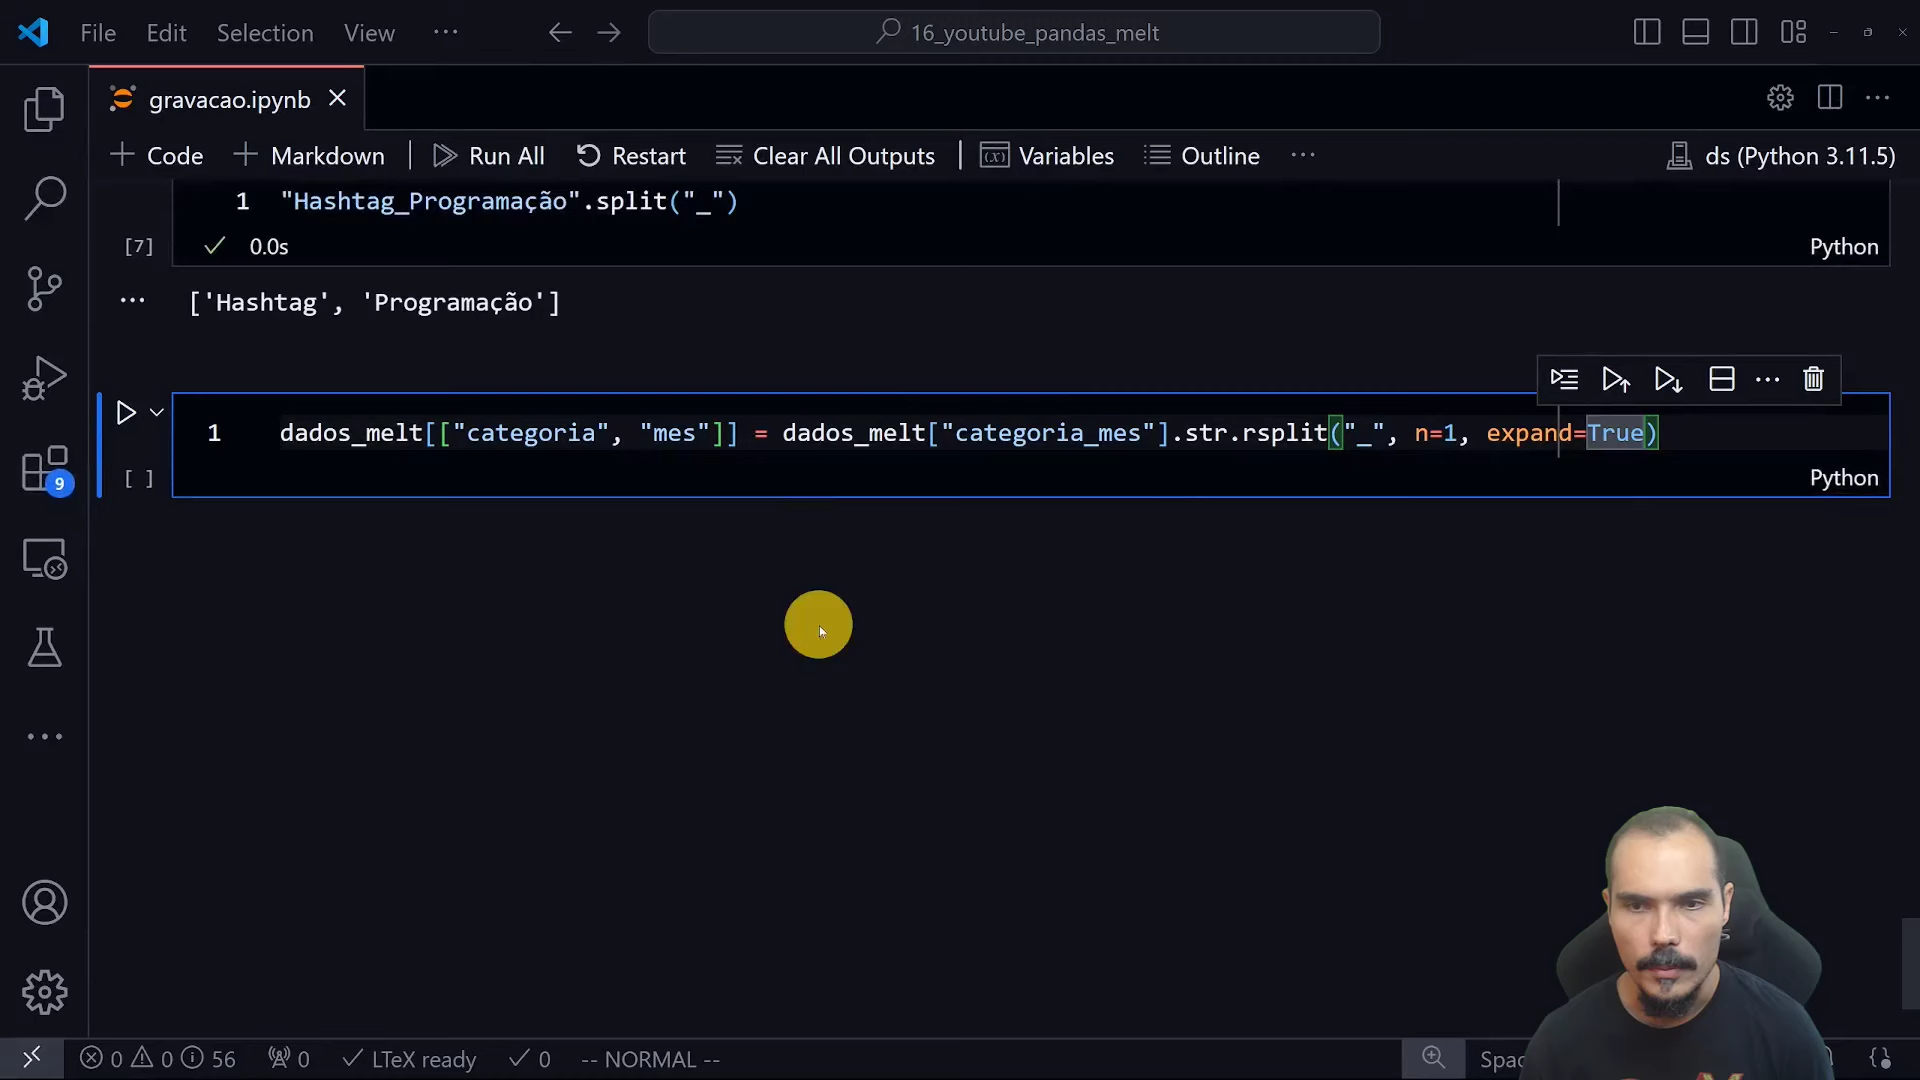 File Edit Selection View ... 16_youtube_pandas_melt
gravacao.ipynb
Code Markdown Run All Restart Clear All Outputs Variables Outline ... ds (Python 3.11.5)
1 "Hashtag_Programação".split("_")
[7] 0.0s Python
['Hashtag', 'Programação']
1 dados_melt[["categoria", "mes"]] = dados_melt["categoria_mes"].str.rsplit("_", n=1, expand=True)
[ ] Python
9
0 0 56 0 LTeX ready 0 -- NORMAL -- Spac